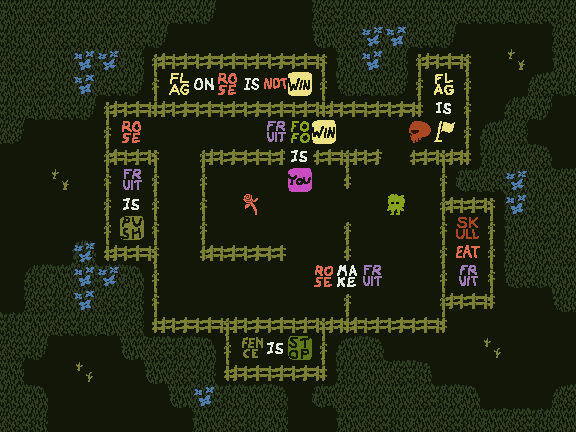 FLAG ON ROSE IS NOT WIN
FLAG
IS
ROSE
FRUIT FOFO WIN
IS
FRUIT
IS
PUSH
YOU
SKULL
EAT
FRUIT
ROSE MAKE FRUIT
FENCE IS STOP